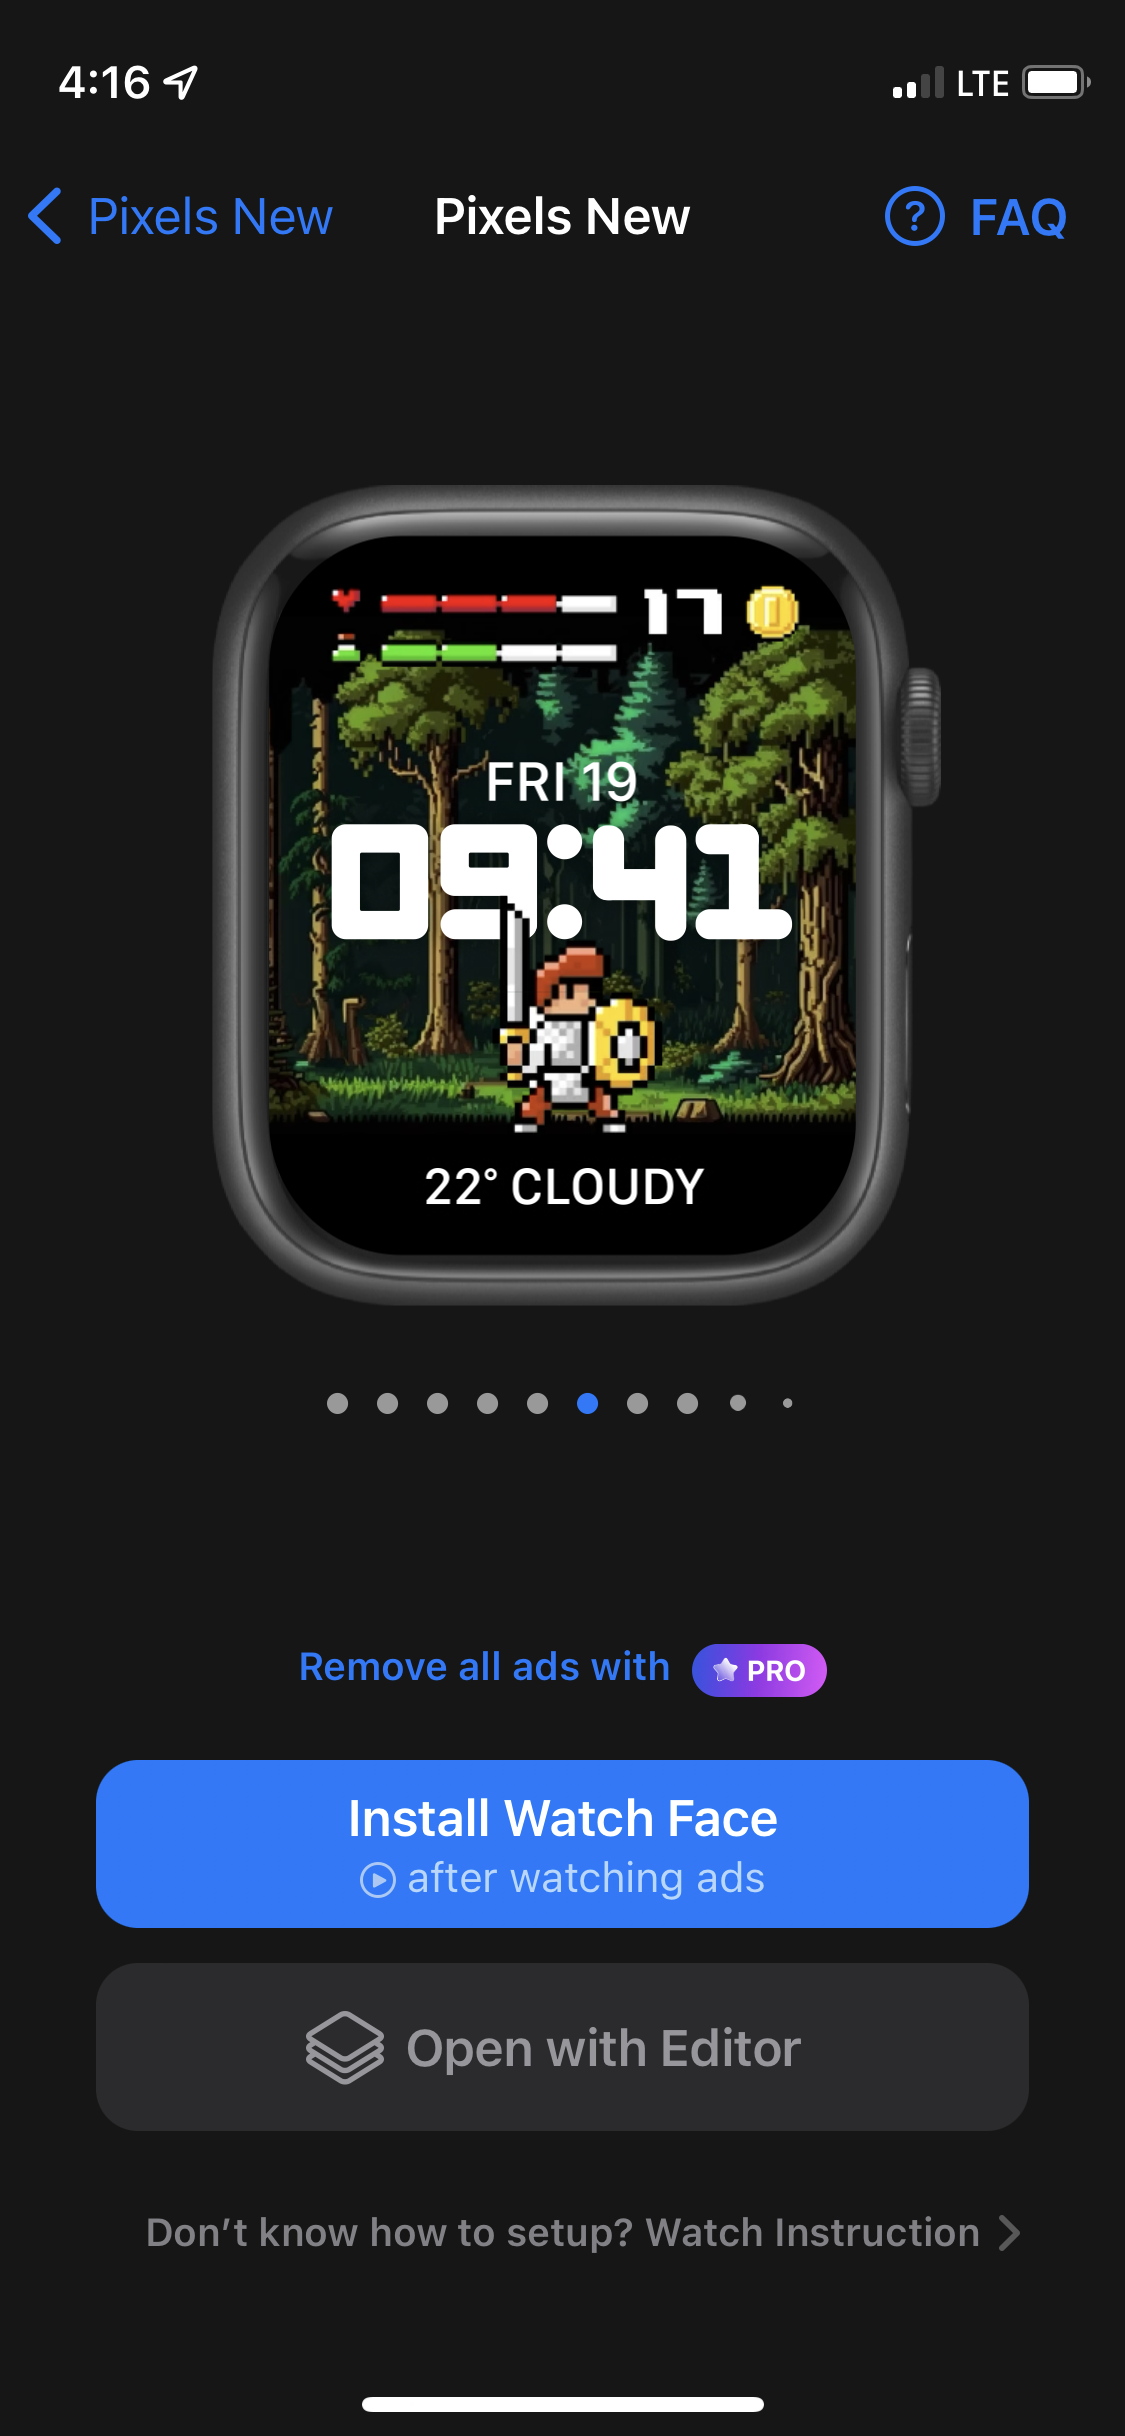 4:16 LTE
Pixels New Pixels New ? FAQ
17
FRI 19
09:41
22° CLOUDY
Remove all ads with PRO
Install Watch Face
after watching ads
Open with Editor
Don’t know how to setup? Watch Instruction